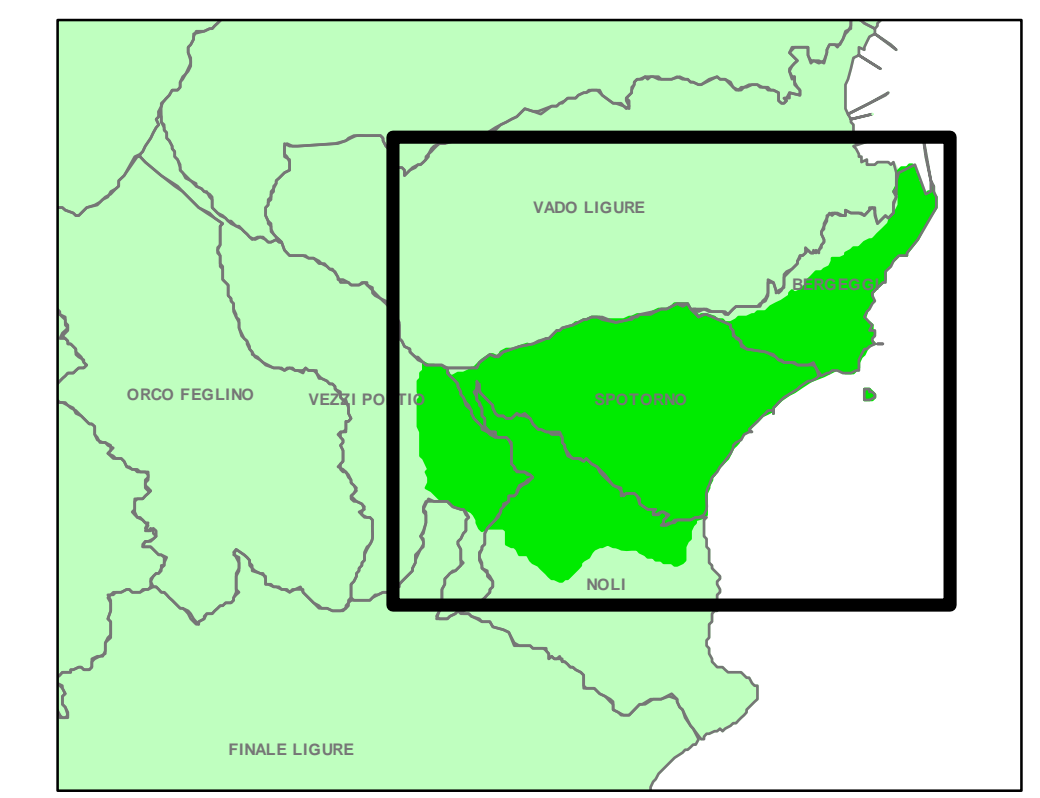 VADO LIGURE
BERGEGGI
ORCO FEGLINO
VEZZI PORTIO
SPOTORNO
NOLI
FINALE LIGURE